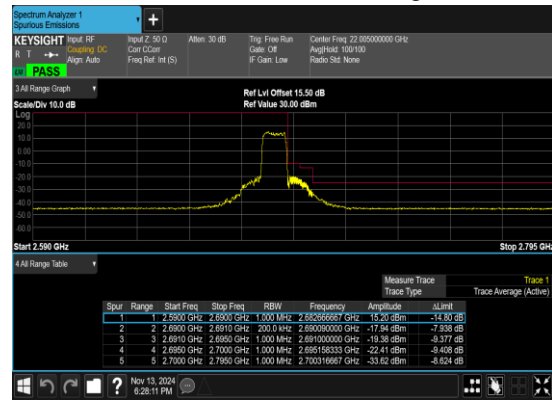 Spectrum Analyzer 1
Spurious Emissions
+
KEYSIGHT Input: RF Input Z: 50 Ω Atten: 30 dB Trig: Free Run Center Freq: 22.005000000 GHz
R T Coupling: DC Corr CCorr Gate: Off Avg|Hold: 100/100
Align: Auto Freq Ref: Int (S) IF Gain: Low Radio Std: None
PASS
3 All Range Graph
Ref Lvl Offset 15.50 dB
Scale/Div 10.0 dB Ref Value 30.00 dBm
Log
20.0
10.0
0.00
-10.0
-20.0
-30.0
-40.0
-50.0
-60.0
Start 2.590 GHz Stop 2.795 GHz
4 All Range Table
Measure Trace Trace 1
Trace Type Trace Average (Active)
Spur Range Start Freq Stop Freq RBW Frequency Amplitude ΔLimit
1 1 2.5900 GHz 2.6900 GHz 1.000 MHz 2.682666667 GHz 15.20 dBm -14.80 dB
2 2 2.6900 GHz 2.6910 GHz 200.0 kHz 2.690090000 GHz -17.94 dBm -7.938 dB
3 3 2.6910 GHz 2.6950 GHz 1.000 MHz 2.691000000 GHz -19.38 dBm -9.377 dB
4 4 2.6950 GHz 2.7000 GHz 1.000 MHz 2.695158333 GHz -22.41 dBm -9.408 dB
5 5 2.7000 GHz 2.7950 GHz 1.000 MHz 2.700316667 GHz -33.62 dBm -8.624 dB
? Nov 13, 2024
6:28:11 PM